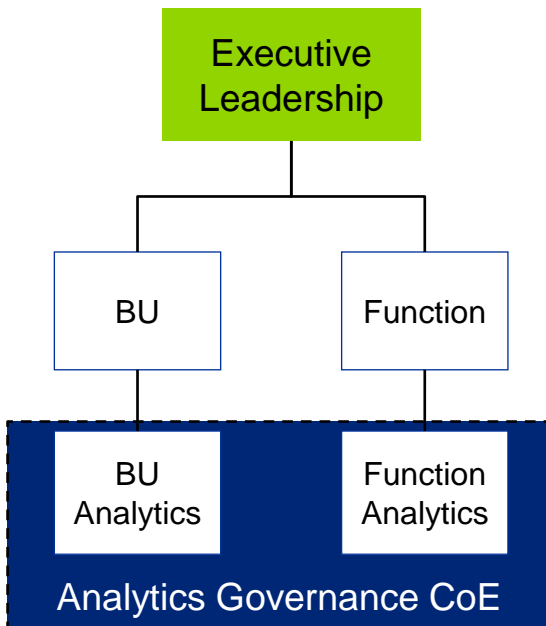 Executive
Leadership
BU
Function
BU
Analytics
Function
Analytics
Analytics Governance CoE